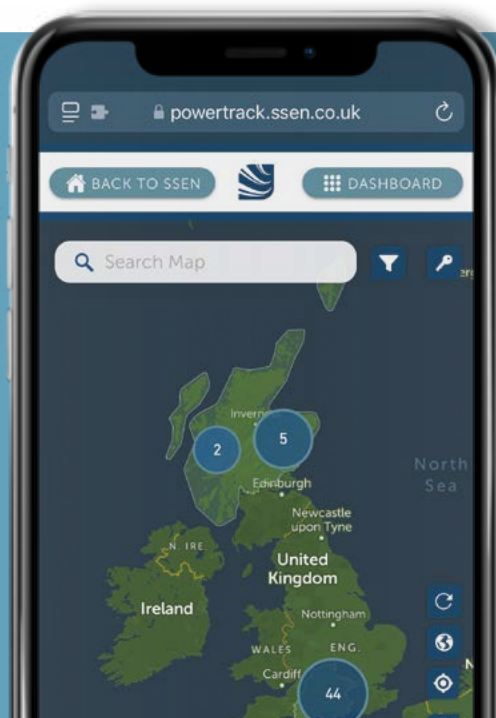 powertrack.ssen.co.uk
BACK TO SSEN
DASHBOARD
Search Map
Inverne
2
5
North
Sea
Edinburgh
Newcastle
upon Tyne
N. IRE.
United
Kingdom
Ireland
Nottingham
WALES
ENG.
Cardiff
44